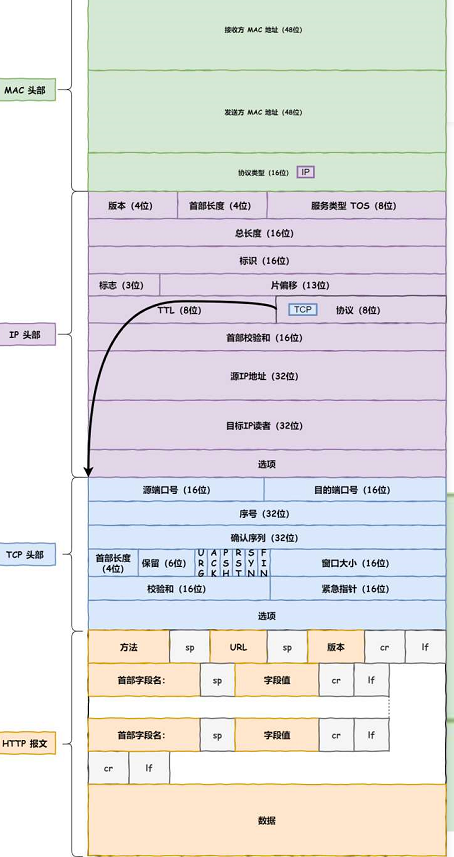 接收方 MAC 地址 (48位)
MAC 头部
发送方 MAC 地址 (48位)
协议类型 (16位) IP
版本 (4位) 首部长度 (4位) 服务类型 TOS (8位)
总长度 (16位)
标识 (16位)
标志 (3位) 片偏移 (13位)
TTL (8位) TCP 协议 (8位)
IP 头部
首部校验和 (16位)
源IP地址 (32位)
目标IP读者 (32位)
选项
源端口号 (16位) 目的端口号 (16位)
序号 (32位)
确认序列 (32位)
TCP 头部
首部长度 (4位) 保留 (6位) URG ACK PSH RST SYN FIN 窗口大小 (16位)
校验和 (16位) 紧急指针 (16位)
选项
方法 sp URL sp 版本 cr lf
首部字段名: sp 字段值 cr lf
首部字段名: sp 字段值 cr lf
HTTP 报文
cr lf
数据